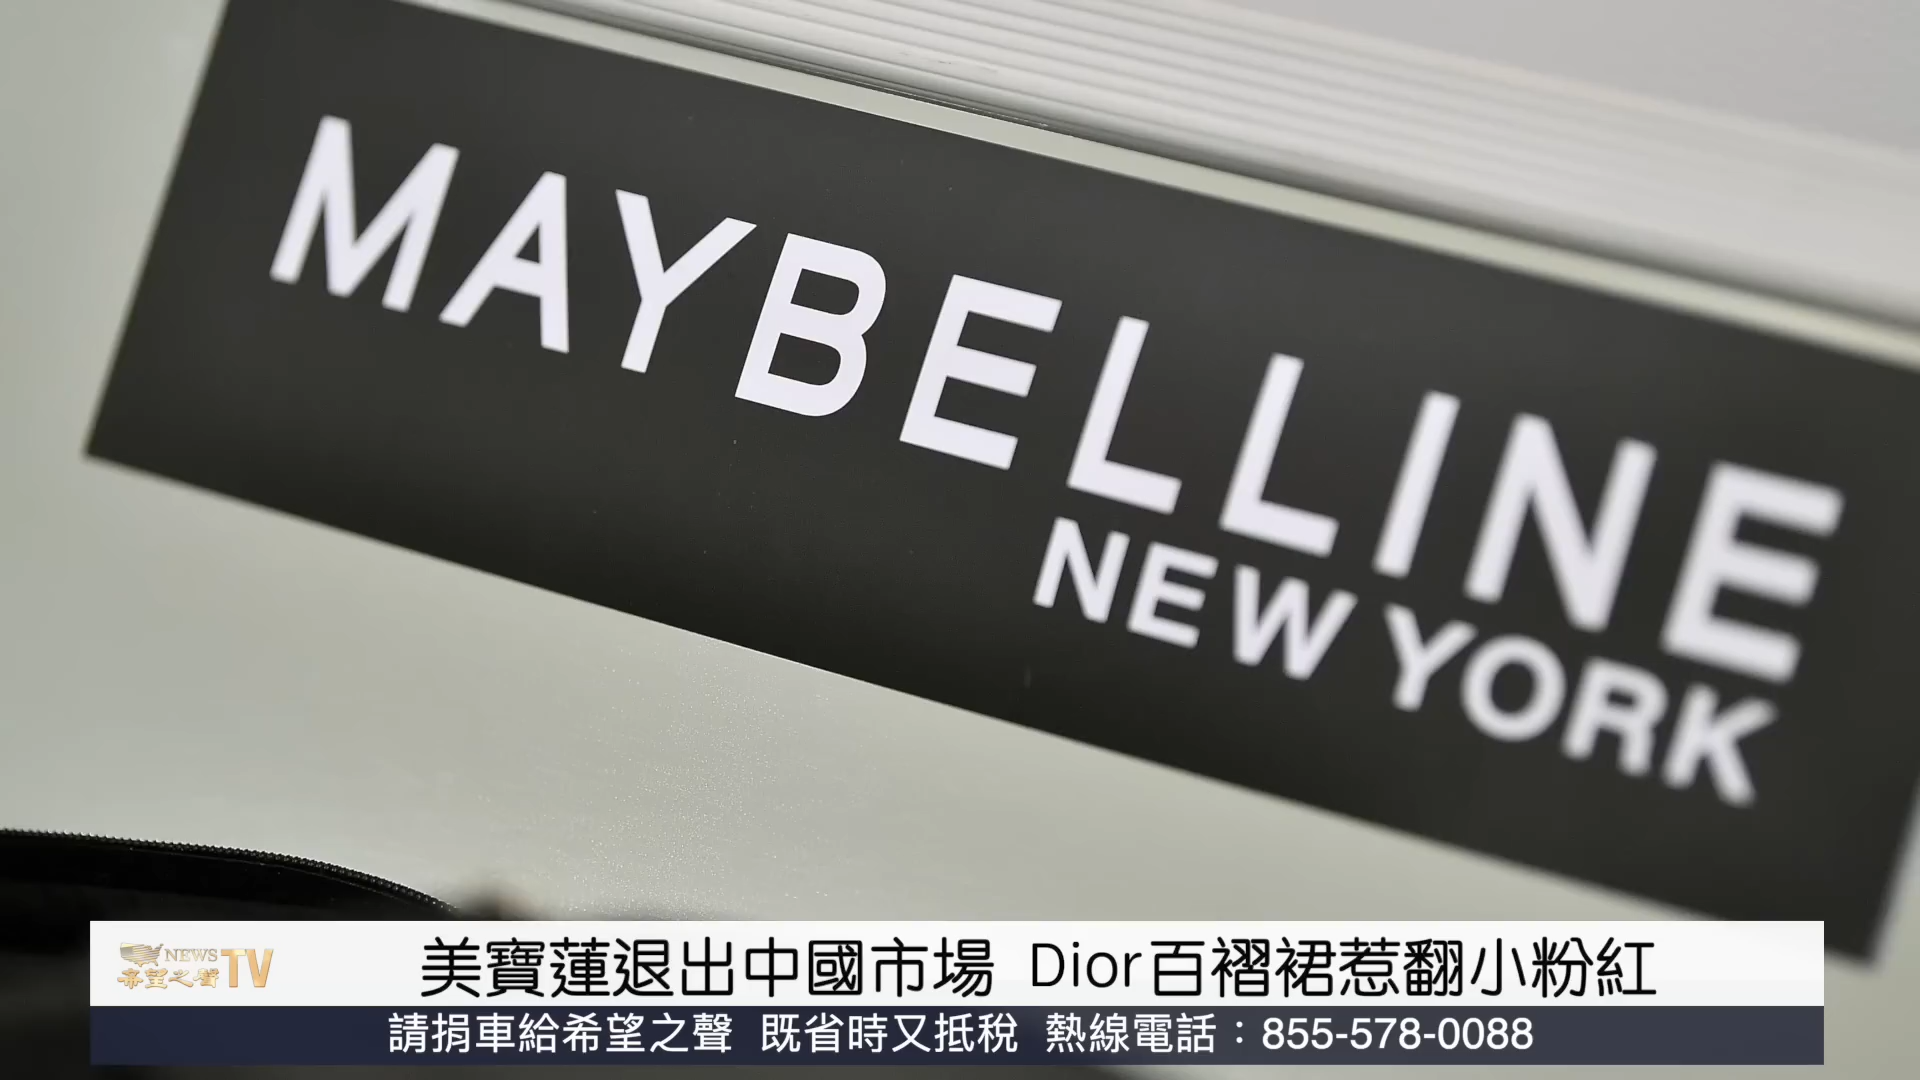 MAYBELLINE
NEW YORK
NEWS
希望之聲 TV
美寶蓮退出中國市場 Dior百褶裙惹翻小粉紅
請捐車給希望之聲 既省時又抵稅 熱線電話：855-578-0088